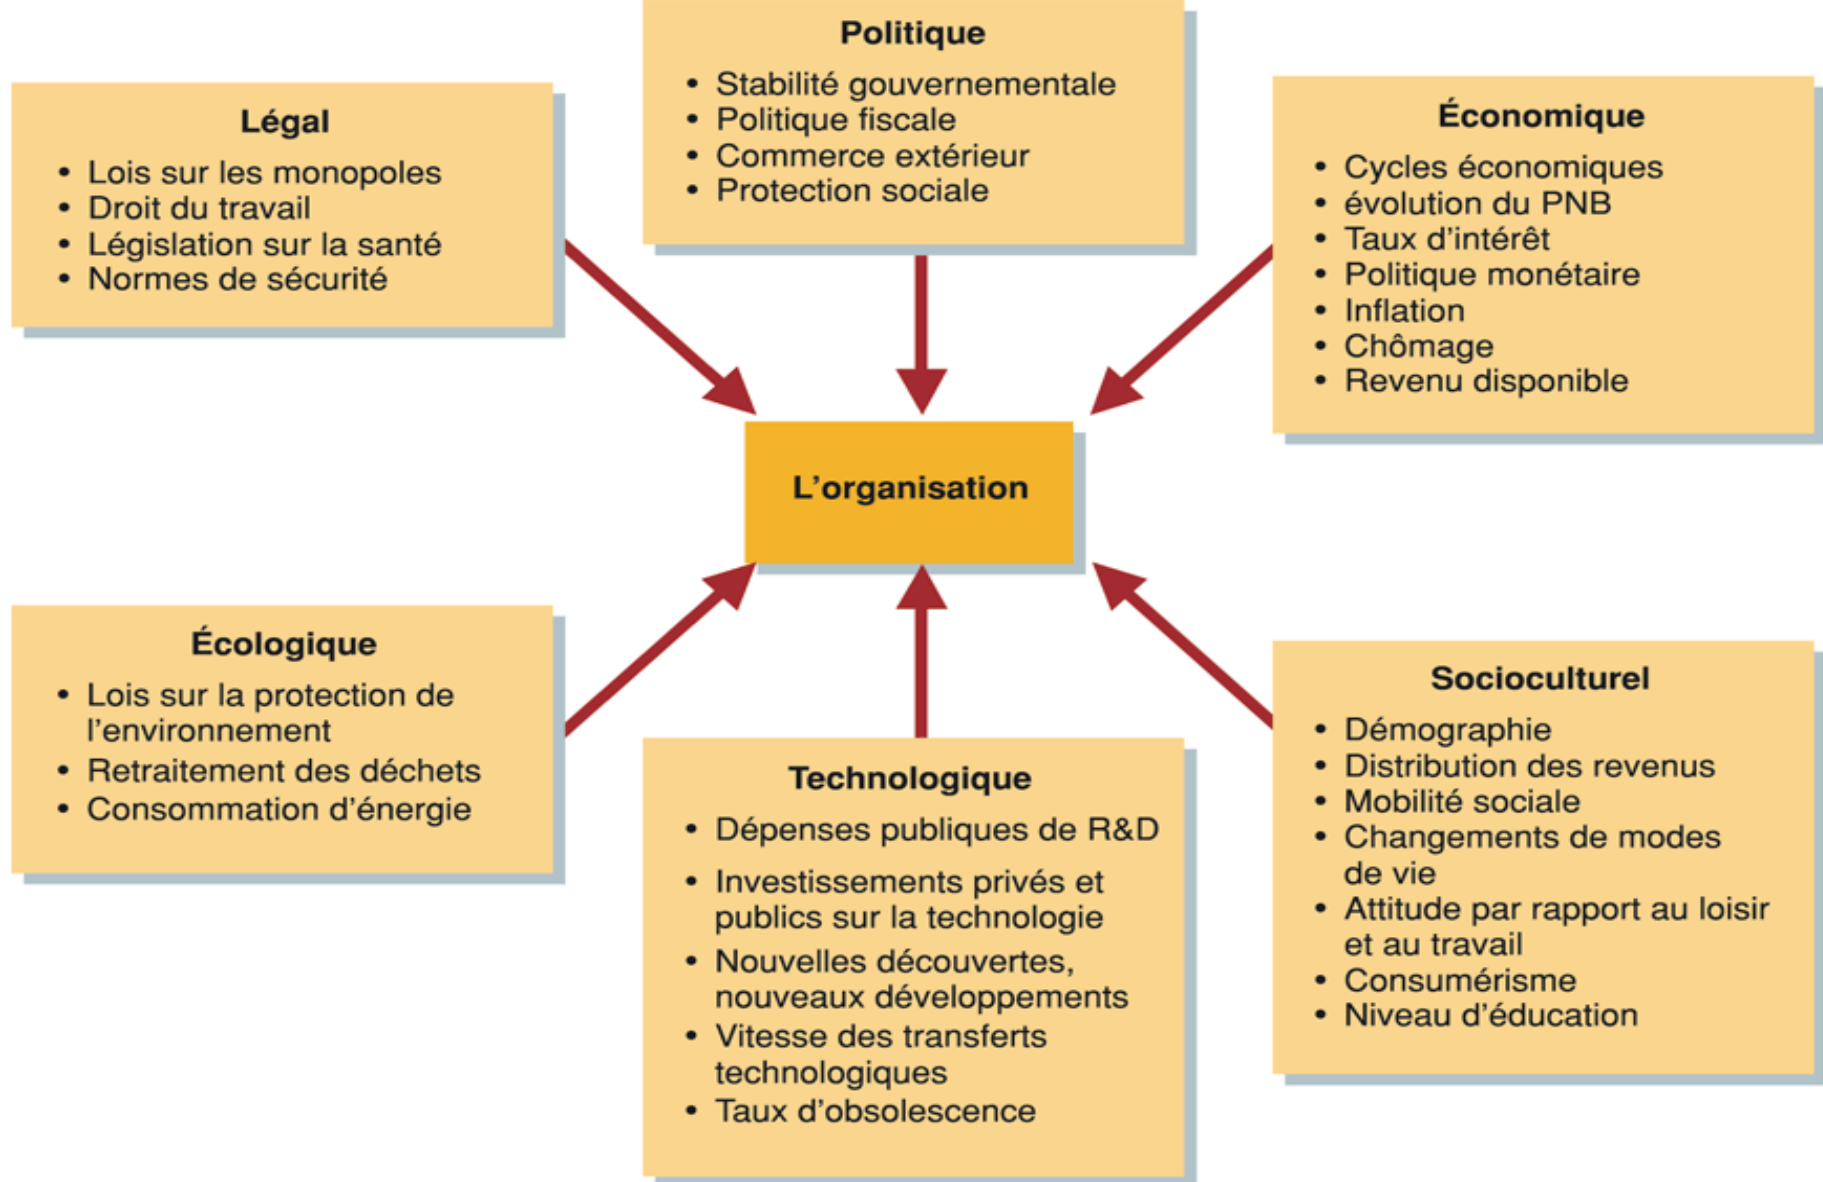 Politique
• Stabilité gouvernementale
• Politique fiscale
• Commerce extérieur
• Protection sociale
Légal
• Lois sur les monopoles
• Droit du travail
• Législation sur la santé
• Normes de sécurité
Économique
• Cycles économiques
• évolution du PNB
• Taux d'intérêt
• Politique monétaire
• Inflation
• Chômage
• Revenu disponible
L'organisation
Écologique
• Lois sur la protection de
l'environnement
• Retraitement des déchets
• Consommation d'énergie
Technologique
• Dépenses publiques de R&D
• Investissements privés et
publics sur la technologie
• Nouvelles découvertes,
nouveaux développements
• Vitesse des transferts
technologiques
• Taux d'obsolescence
Socioculturel
• Démographie
• Distribution des revenus
• Mobilité sociale
• Changements de modes
de vie
• Attitude par rapport au loisir
et au travail
• Consumérisme
• Niveau d'éducation